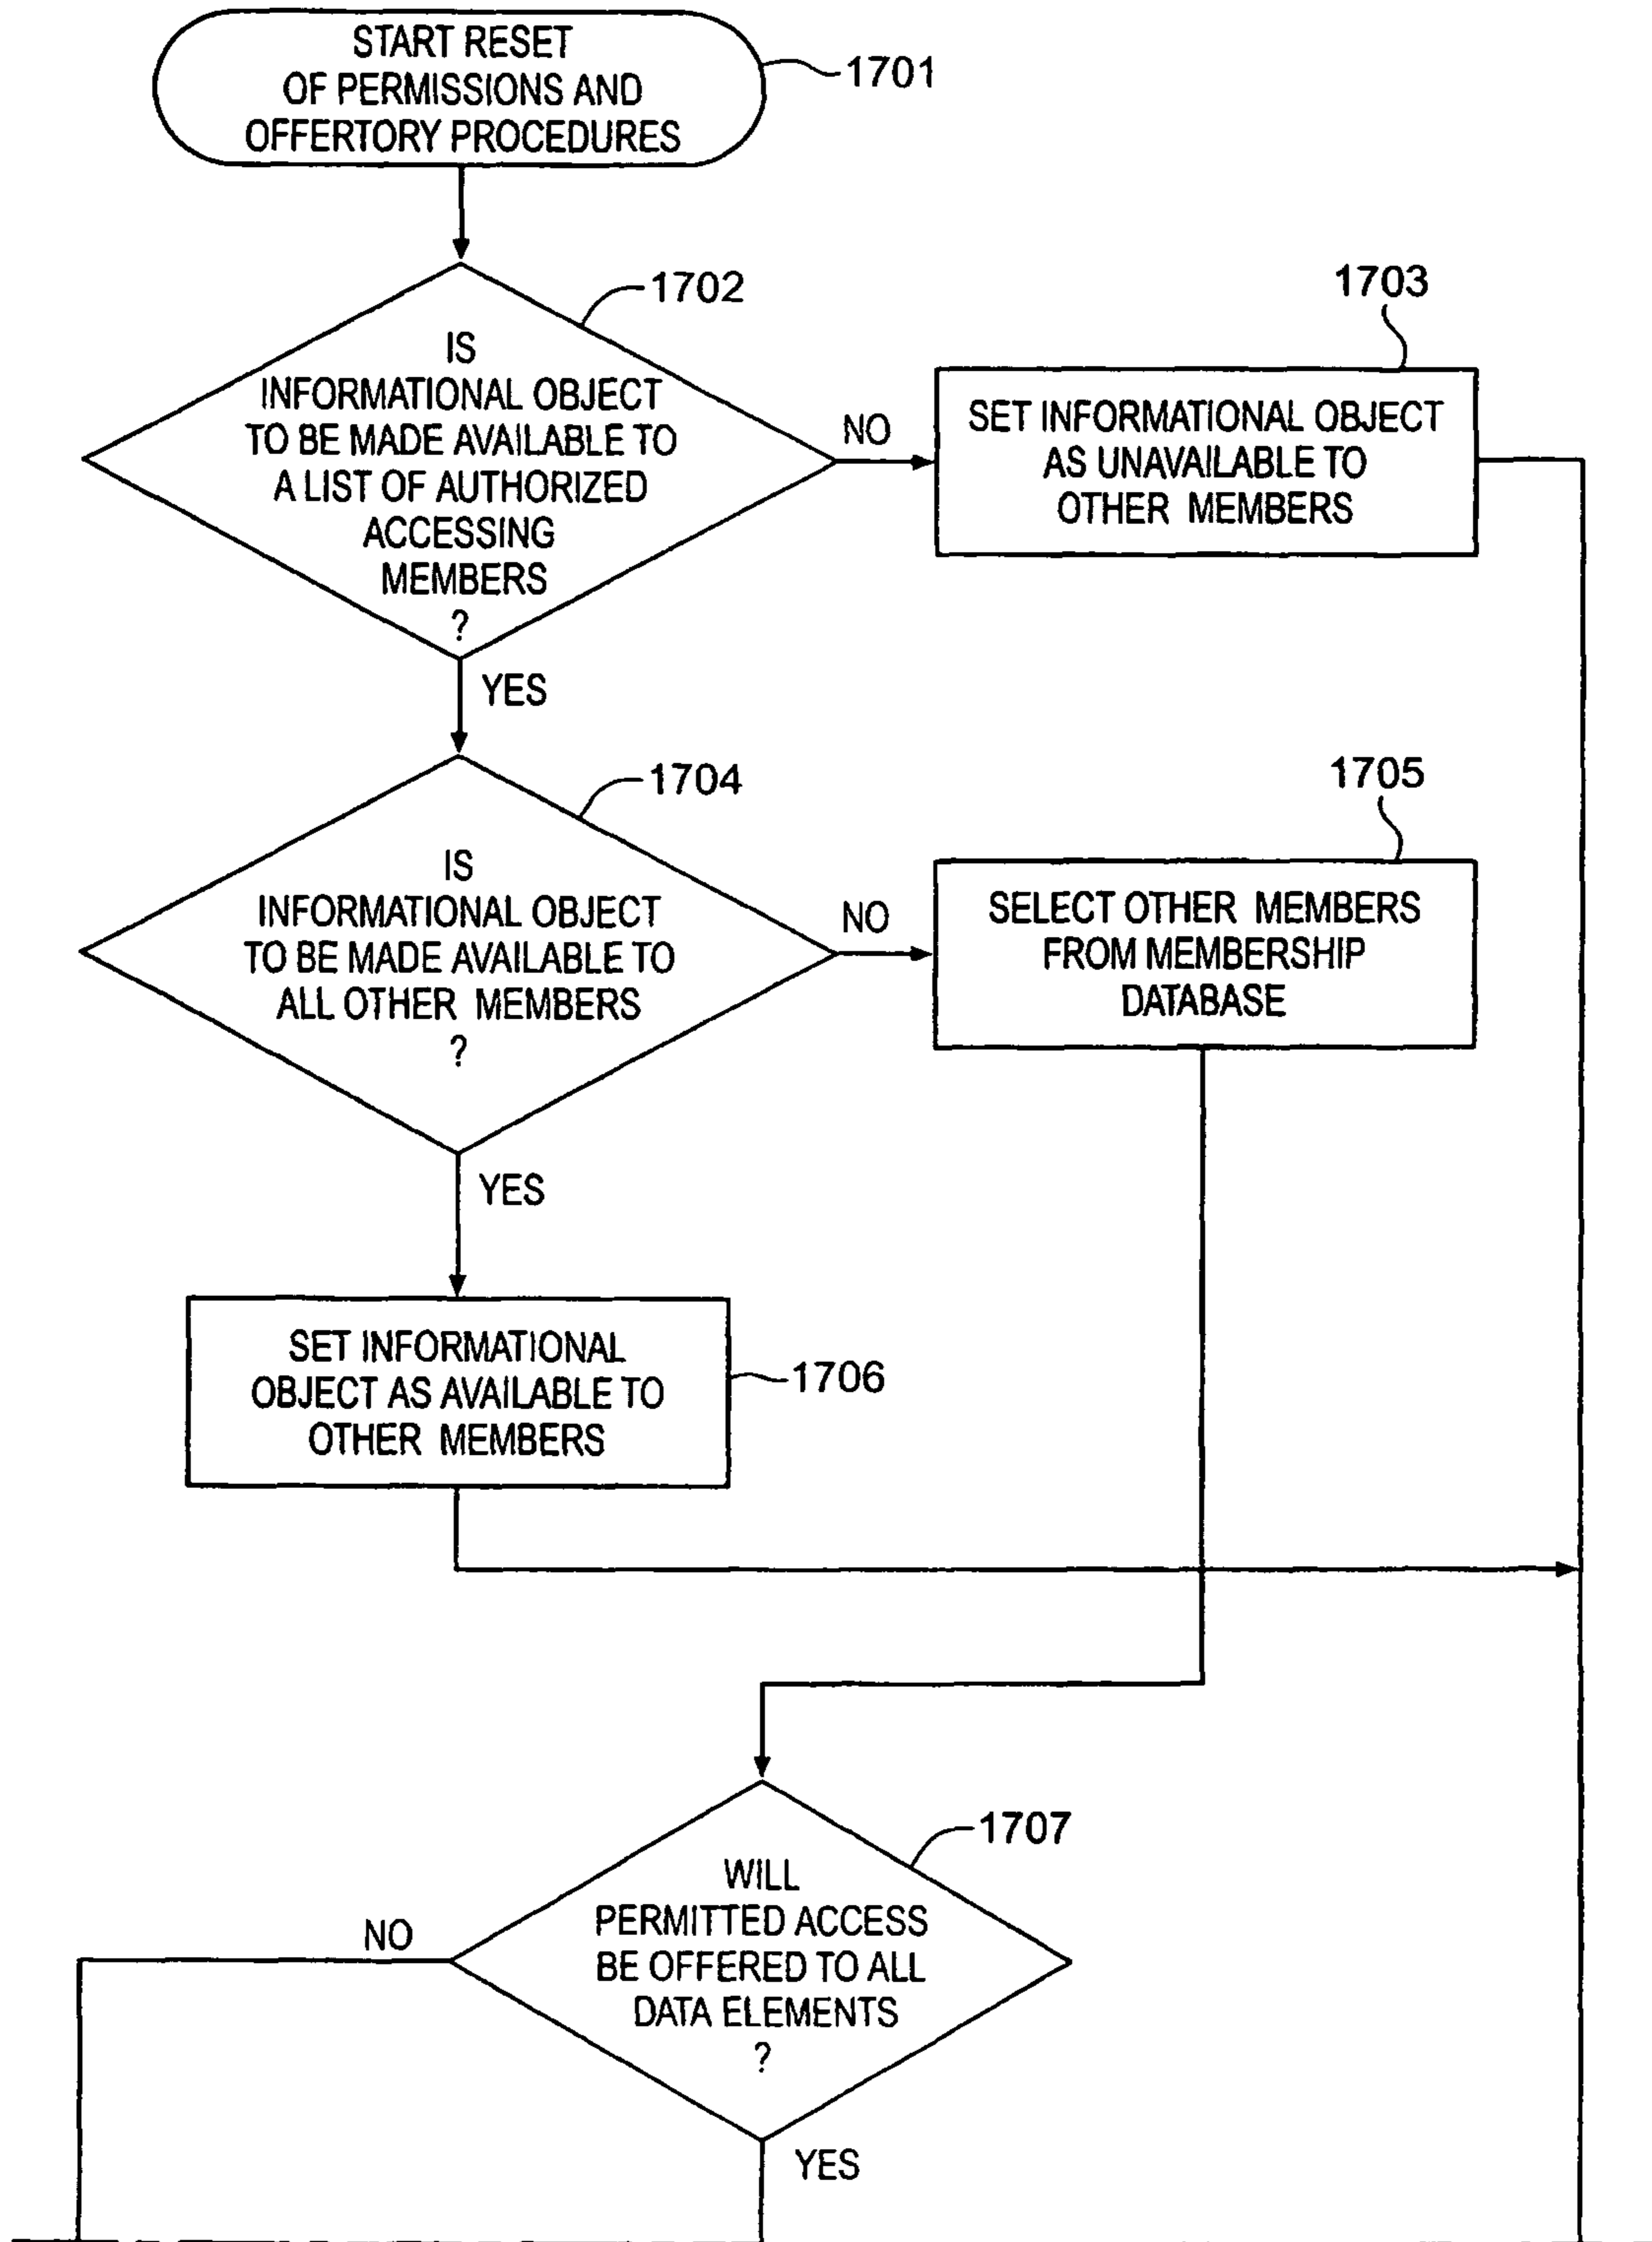 START RESET
OF PERMISSIONS AND
OFFERTORY PROCEDURES
1701
1702
IS
INFORMATIONAL OBJECT
TO BE MADE AVAILABLE TO
A LIST OF AUTHORIZED
ACCESSING
MEMBERS
?
NO
1703
SET INFORMATIONAL OBJECT
AS UNAVAILABLE TO
OTHER MEMBERS
YES
1704
IS
INFORMATIONAL OBJECT
TO BE MADE AVAILABLE TO
ALL OTHER MEMBERS
?
NO
1705
SELECT OTHER MEMBERS
FROM MEMBERSHIP
DATABASE
YES
SET INFORMATIONAL
OBJECT AS AVAILABLE TO
OTHER MEMBERS
1706
1707
WILL
PERMITTED ACCESS
BE OFFERED TO ALL
DATA ELEMENTS
?
NO
YES